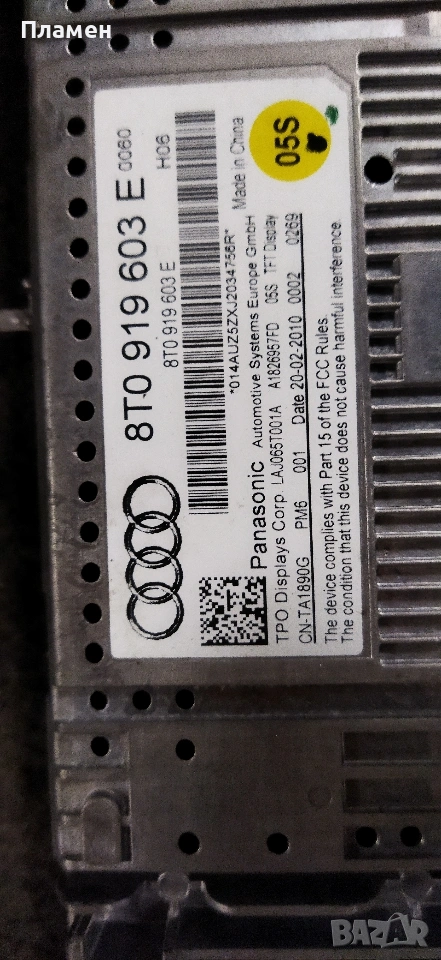 Пламен
8T0 919 603 E 0060
8T0 919 603 E H06
*014AUZ5ZXJ2034756R*
Panasonic Automotive Systems Europe GmbH Made in China
TPO Displays Corp LAJ065T001A A1826957FD 05S TFT Display
CN-TA1890G PM6 001 Date 20-02-2010 0002 0269
The device complies with Part 15 of the FCC Rules.
The condition that this device does not cause harmful interference.
05S
BAZAR